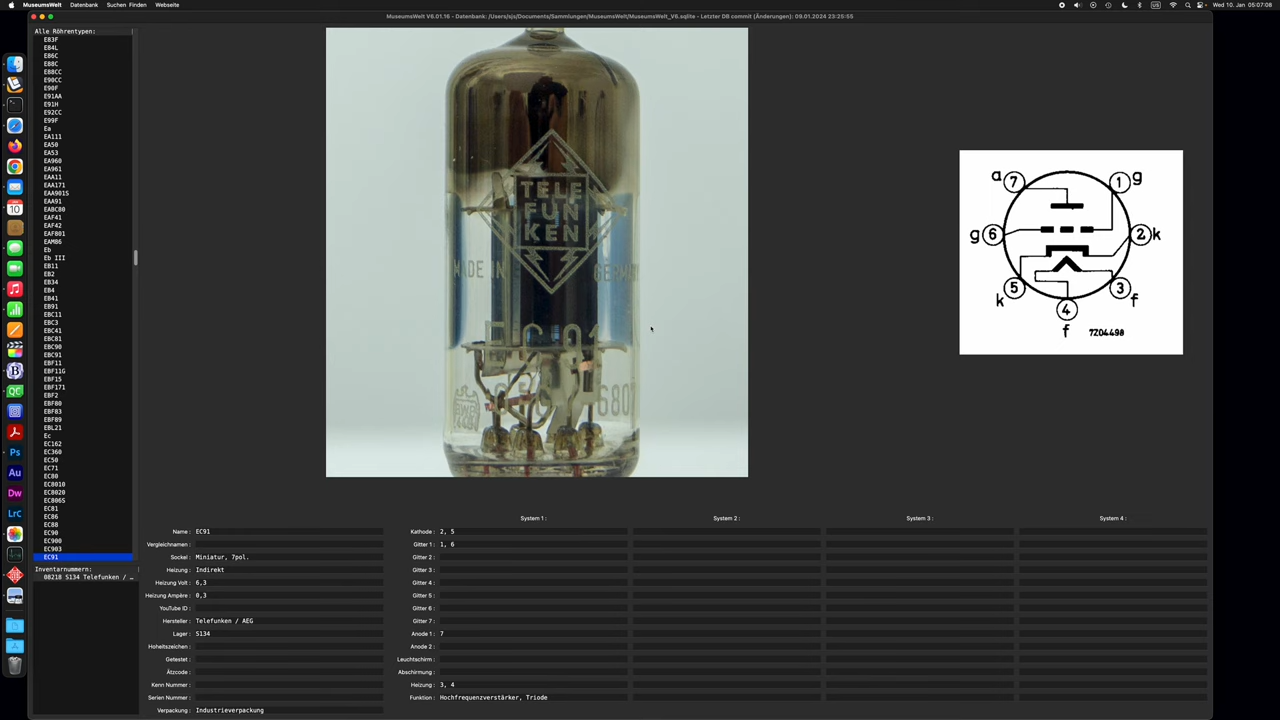 MuseumsWelt Datenbank Suchen Finden Webseite
US
Wed 10. Jan 05:07:08
MuseumsWelt V6.01.16 - Datenbank: /Users/sjs/Documents/Sammlungen/MuseumsWelt/MuseumsWelt_V6.sqlite - Letzter DB commit (Änderungen): 09.01.2024 23:25:55
Alle Röhrentypen:
E83F
E84L
E86C
E88C
E88CC
E90CC
E90F
E91AA
E91H
E92CC
E99F
Ea
EA111
EA50
EA53
EA960
EA961
EAA11
EAA171
EAA901S
EAA91
EABC80
EAF41
EAF42
EAF801
EAM86
Eb
Eb III
EB11
EB2
EB34
EB4
EB41
EB91
EBC11
EBC3
EBC41
EBC81
EBC90
EBC91
EBF11
EBF11G
EBF15
EBF171
EBF2
EBF80
EBF83
EBF89
EBL21
Ec
EC162
EC360
EC50
EC71
EC80
EC8010
EC8020
EC806S
EC81
EC86
EC88
EC90
EC900
EC903
EC91
Inventarnummern:
08218 S134 Telefunken / …
TELE
FUN
KEN
MADE IN GERMANY
EC 91
a 7 1 g
g 6 2 k
k 5 3 f
4
f 7Z04498
System 1 : System 2 : System 3 : System 4 :
Name : EC91
Vergleichnamen :
Sockel : Miniatur, 7pol.
Heizung : Indirekt
Heizung Volt : 6,3
Heizung Ampère : 0,3
YouTube ID :
Hersteller : Telefunken / AEG
Lager : S134
Hoheitszeichen :
Getestet :
Ätzcode :
Kenn Nummer :
Serien Nummer :
Verpackung : Industrieverpackung
Kathode : 2, 5
Gitter 1 : 1, 6
Gitter 2 :
Gitter 3 :
Gitter 4 :
Gitter 5 :
Gitter 6 :
Gitter 7 :
Anode 1 : 7
Anode 2 :
Leuchtschirm :
Abschirmung :
Heizung : 3, 4
Funktion : Hochfrequenzverstärker, Triode